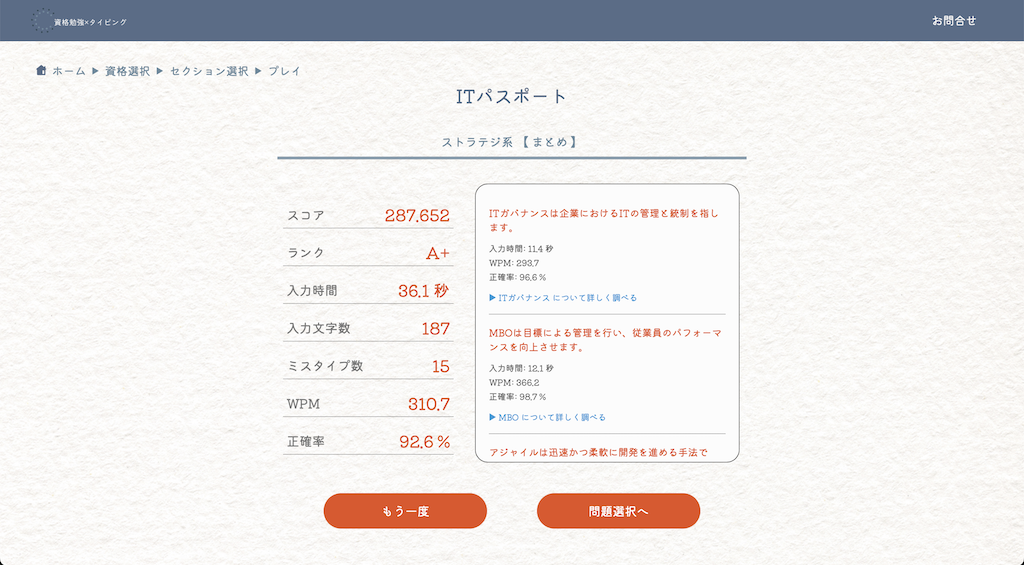 資格勉強×タイピング
お問合せ
ホーム ▶ 資格選択 ▶ セクション選択 ▶ プレイ
ITパスポート
ストラテジ系 【まとめ】
スコア 287,652
ランク A+
入力時間 36.1 秒
入力文字数 187
ミスタイプ数 15
WPM 310.7
正確率 92.6 %
ITガバナンスは企業におけるITの管理と統制を指し
ます。
入力時間: 11.4 秒
WPM: 293.7
正確率: 96.6 %
▶ ITガバナンス について詳しく調べる
MBOは目標による管理を行い、従業員のパフォーマ
ンスを向上させます。
入力時間: 12.1 秒
WPM: 366.2
正確率: 98.7 %
▶ MBO について詳しく調べる
アジャイルは迅速かつ柔軟に開発を進める手法で
もう一度
問題選択へ